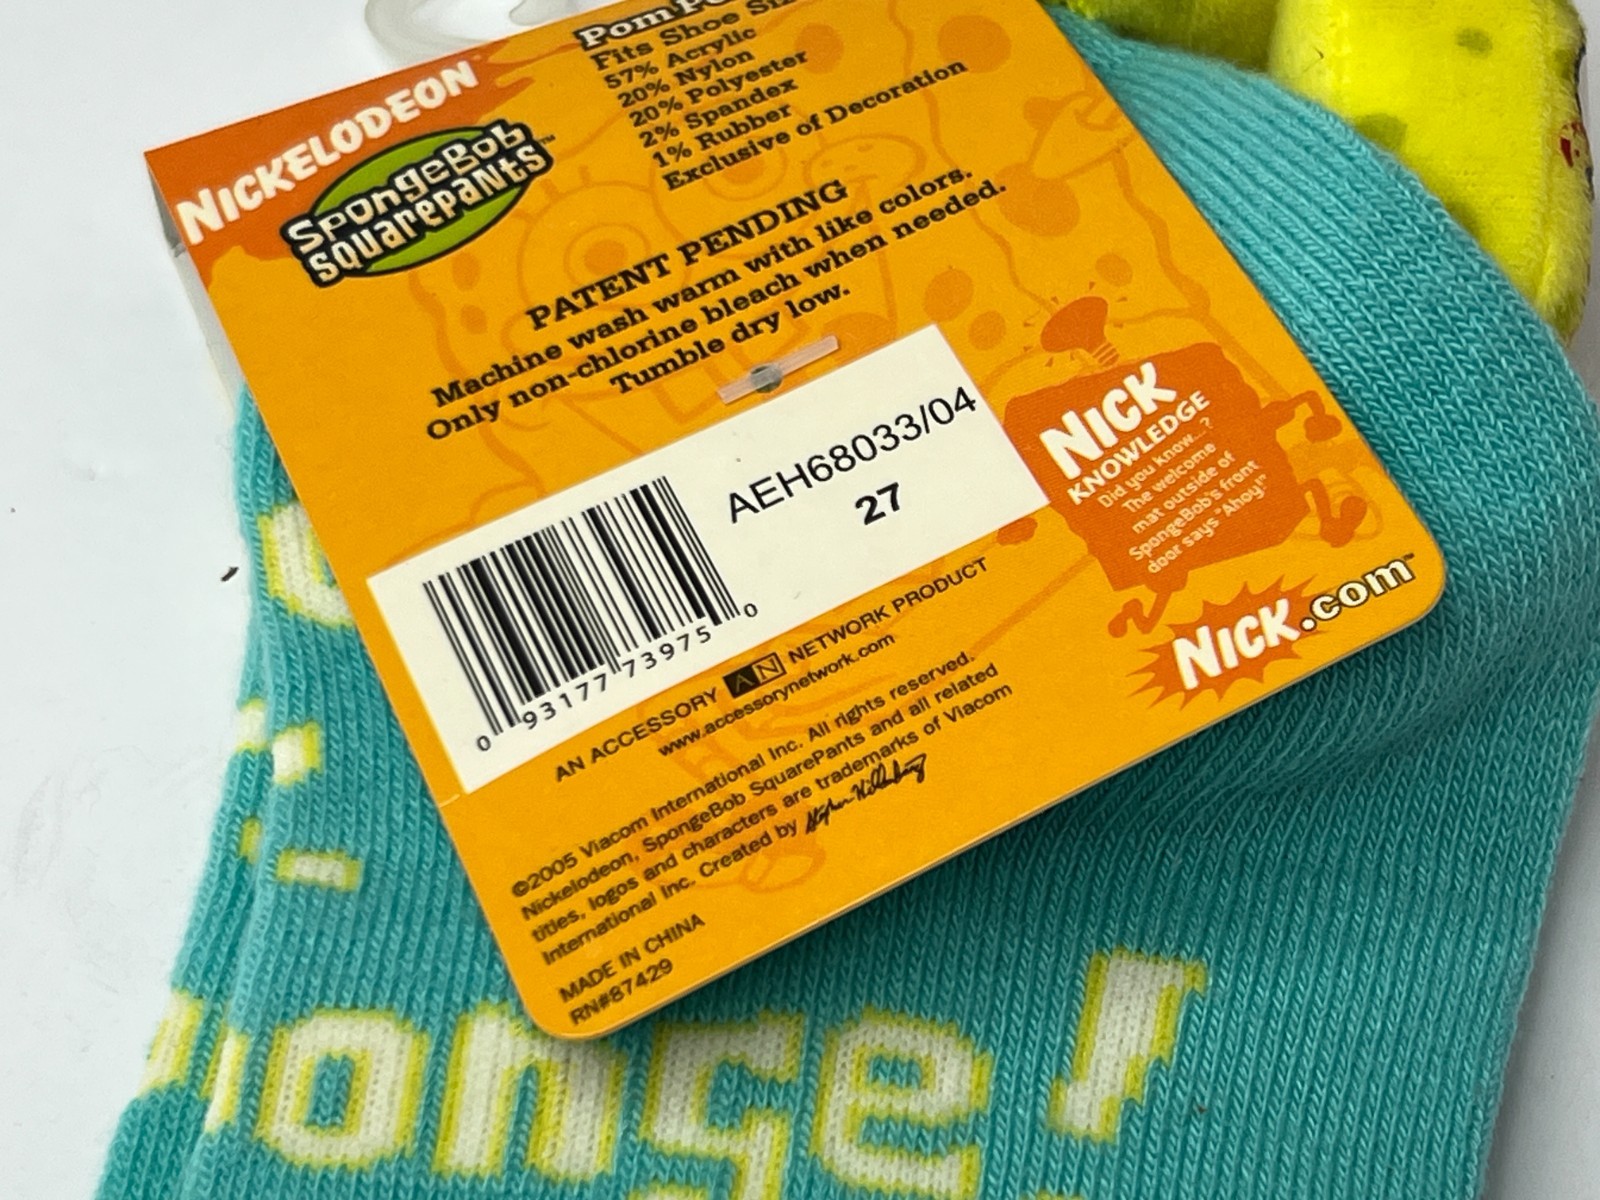 Pom
Fits Shoe
57% Acrylic
20% Nylon
20% Polyester
2% Spandex
1% Rubber
Exclusive of Decoration
NICKELODEON
SpongeBob
SquarePants™
PATENT PENDING
Machine wash warm with like colors.
Only non-chlorine bleach when needed.
Tumble dry low.
AEH68033/04
27
0 93177 73975 0
NICK
KNOWLEDGE
Did you know...?
The welcome
mat outside of
SpongeBob's front
door says "Ahoy!"
NICK.com™
AN ACCESSORY AN NETWORK PRODUCT
www.accessorynetwork.com
©2005 Viacom International Inc. All rights reserved.
Nickelodeon, SpongeBob SquarePants and all related
titles, logos and characters are trademarks of Viacom
International Inc. Created by Stephen Hillenburg
MADE IN CHINA
RN#87429
onge!